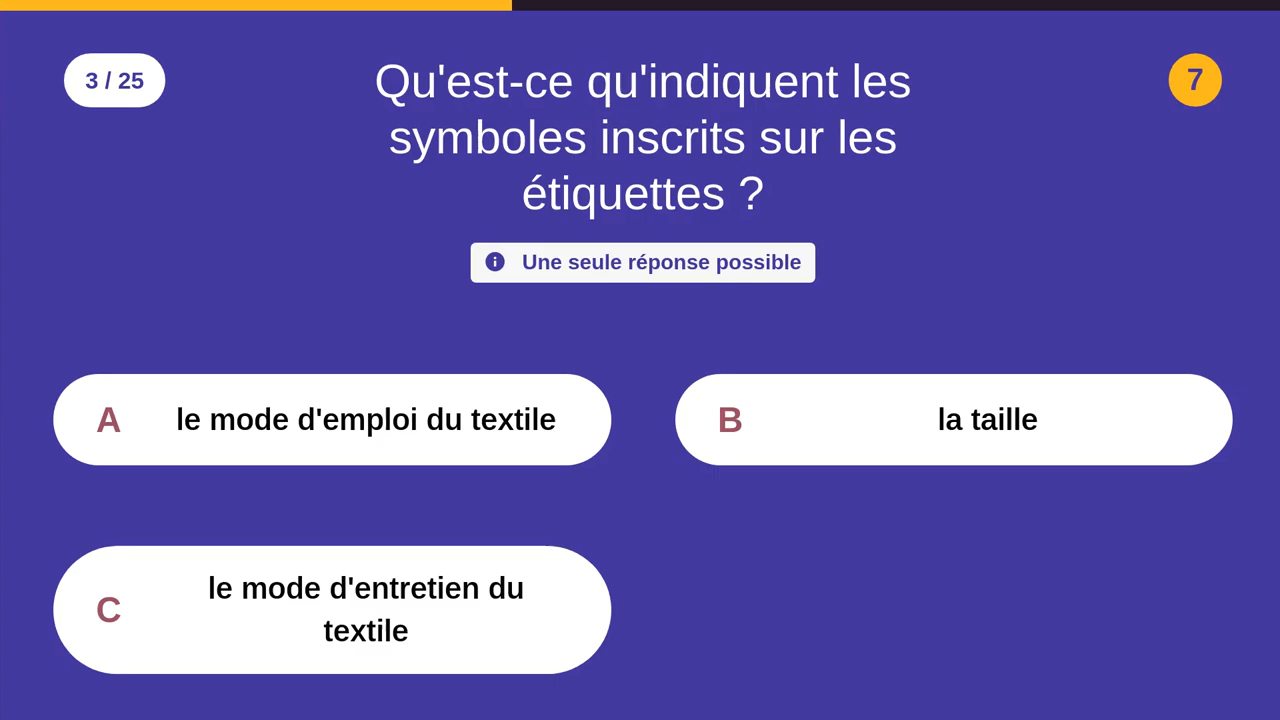 3 / 25
Qu'est-ce qu'indiquent les
symboles inscrits sur les
étiquettes ?
7
Une seule réponse possible
A le mode d'emploi du textile
B la taille
C le mode d'entretien du
textile